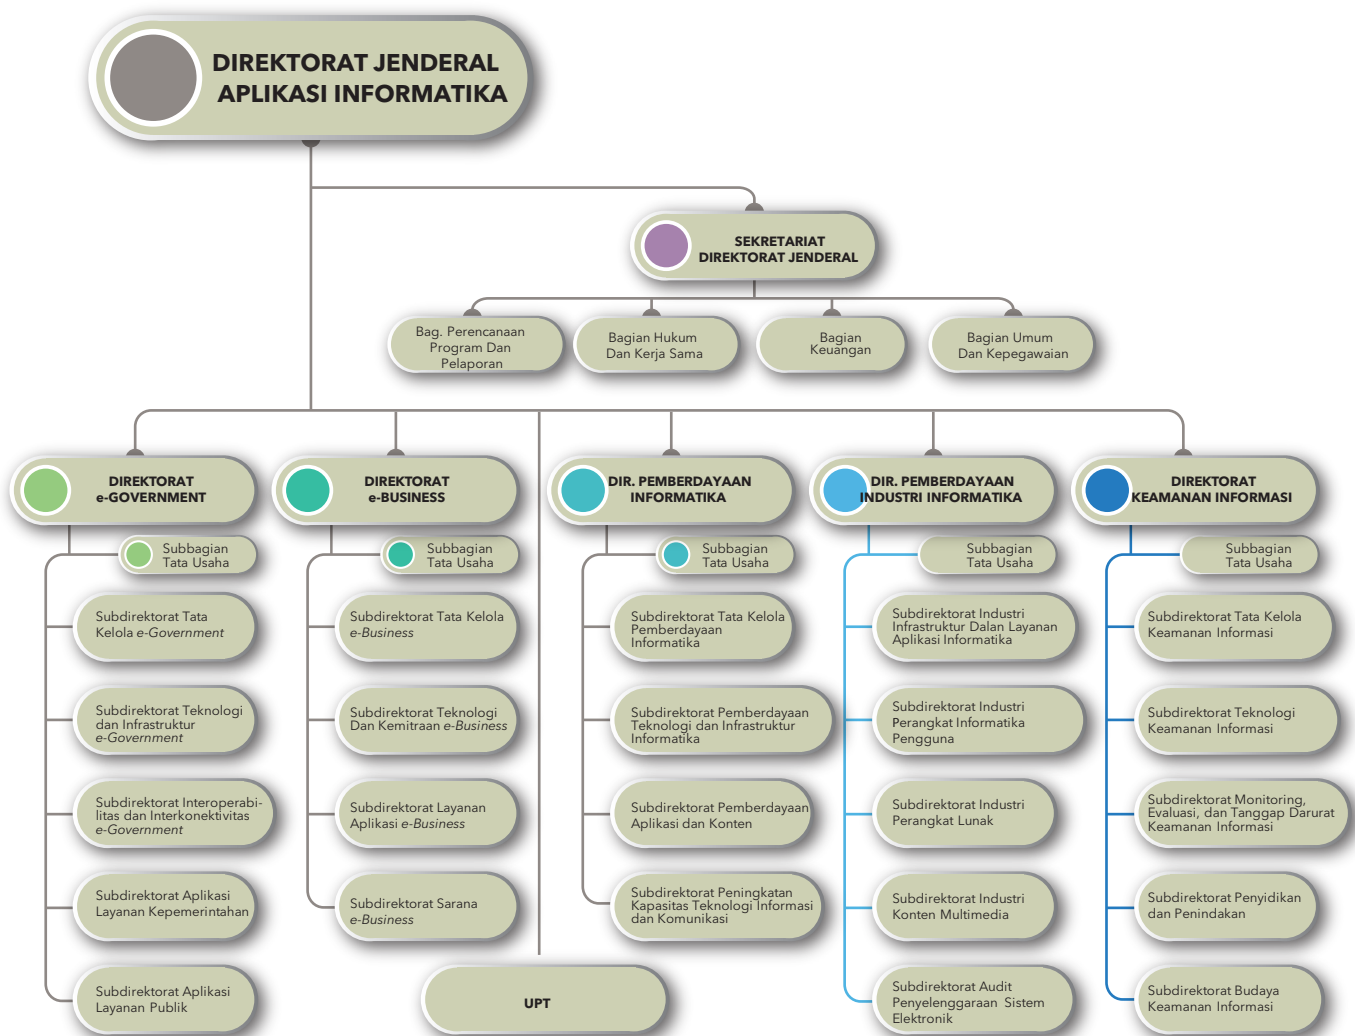 DIREKTORAT JENDERAL
APLIKASI INFORMATIKA
SEKRETARIAT
DIREKTORAT JENDERAL
Bag. Perencanaan
Program Dan
Pelaporan
Bagian Hukum
Dan Kerja Sama
Bagian
Keuangan
Bagian Umum
Dan Kepegawaian
DIREKTORAT
e-GOVERNMENT
Subbagian
Tata Usaha
Subdirektorat Tata
Kelola e-Government
Subdirektorat Teknologi
dan Infrastruktur
e-Government
Subdirektorat Interoperabi-
litas dan Interkonektivitas
e-Government
Subdirektorat Aplikasi
Layanan Kepemerintahan
Subdirektorat Aplikasi
Layanan Publik
DIREKTORAT
e-BUSINESS
Subbagian
Tata Usaha
Subdirektorat Tata Kelola
e-Business
Subdirektorat Teknologi
Dan Kemitraan e-Business
Subdirektorat Layanan
Aplikasi e-Business
Subdirektorat Sarana
e-Business
UPT
DIR. PEMBERDAYAAN
INFORMATIKA
Subbagian
Tata Usaha
Subdirektorat Tata Kelola
Pemberdayaan
Informatika
Subdirektorat Pemberdayaan
Teknologi dan Infrastruktur
Informatika
Subdirektorat Pemberdayaan
Aplikasi dan Konten
Subdirektorat Peningkatan
Kapasitas Teknologi Informasi
dan Komunikasi
DIR. PEMBERDAYAAN
INDUSTRI INFORMATIKA
Subbagian
Tata Usaha
Subdirektorat Industri
Infrastruktur Dalan Layanan
Aplikasi Informatika
Subdirektorat Industri
Perangkat Informatika
Pengguna
Subdirektorat Industri
Perangkat Lunak
Subdirektorat Industri
Konten Multimedia
Subdirektorat Audit
Penyelenggaraan Sistem
Elektronik
DIREKTORAT
KEAMANAN INFORMASI
Subbagian
Tata Usaha
Subdirektorat Tata Kelola
Keamanan Informasi
Subdirektorat Teknologi
Keamanan Informasi
Subdirektorat Monitoring,
Evaluasi, dan Tanggap Darurat
Keamanan Informasi
Subdirektorat Penyidikan
dan Penindakan
Subdirektorat Budaya
Keamanan Informasi